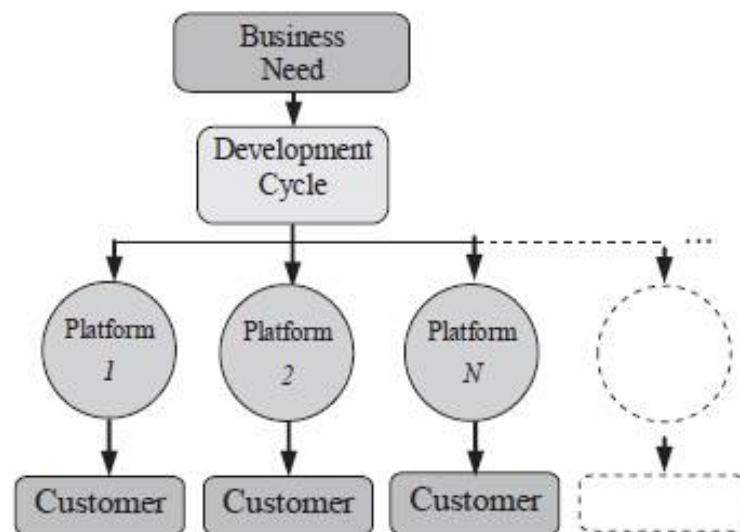 Business
Need
Development
Cycle
...
Platform
1
Platform
2
Platform
N
Customer
Customer
Customer